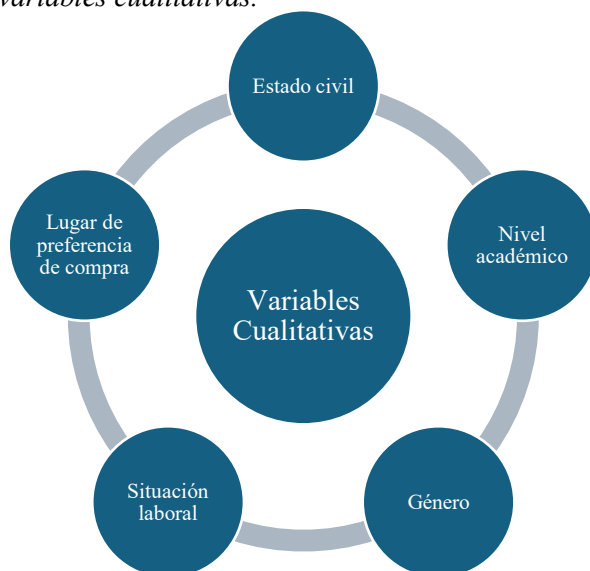 variables cualitativas.
Estado civil
Nivel
académico
Género
Situación
laboral
Lugar de
preferencia
de compra
Variables
Cualitativas